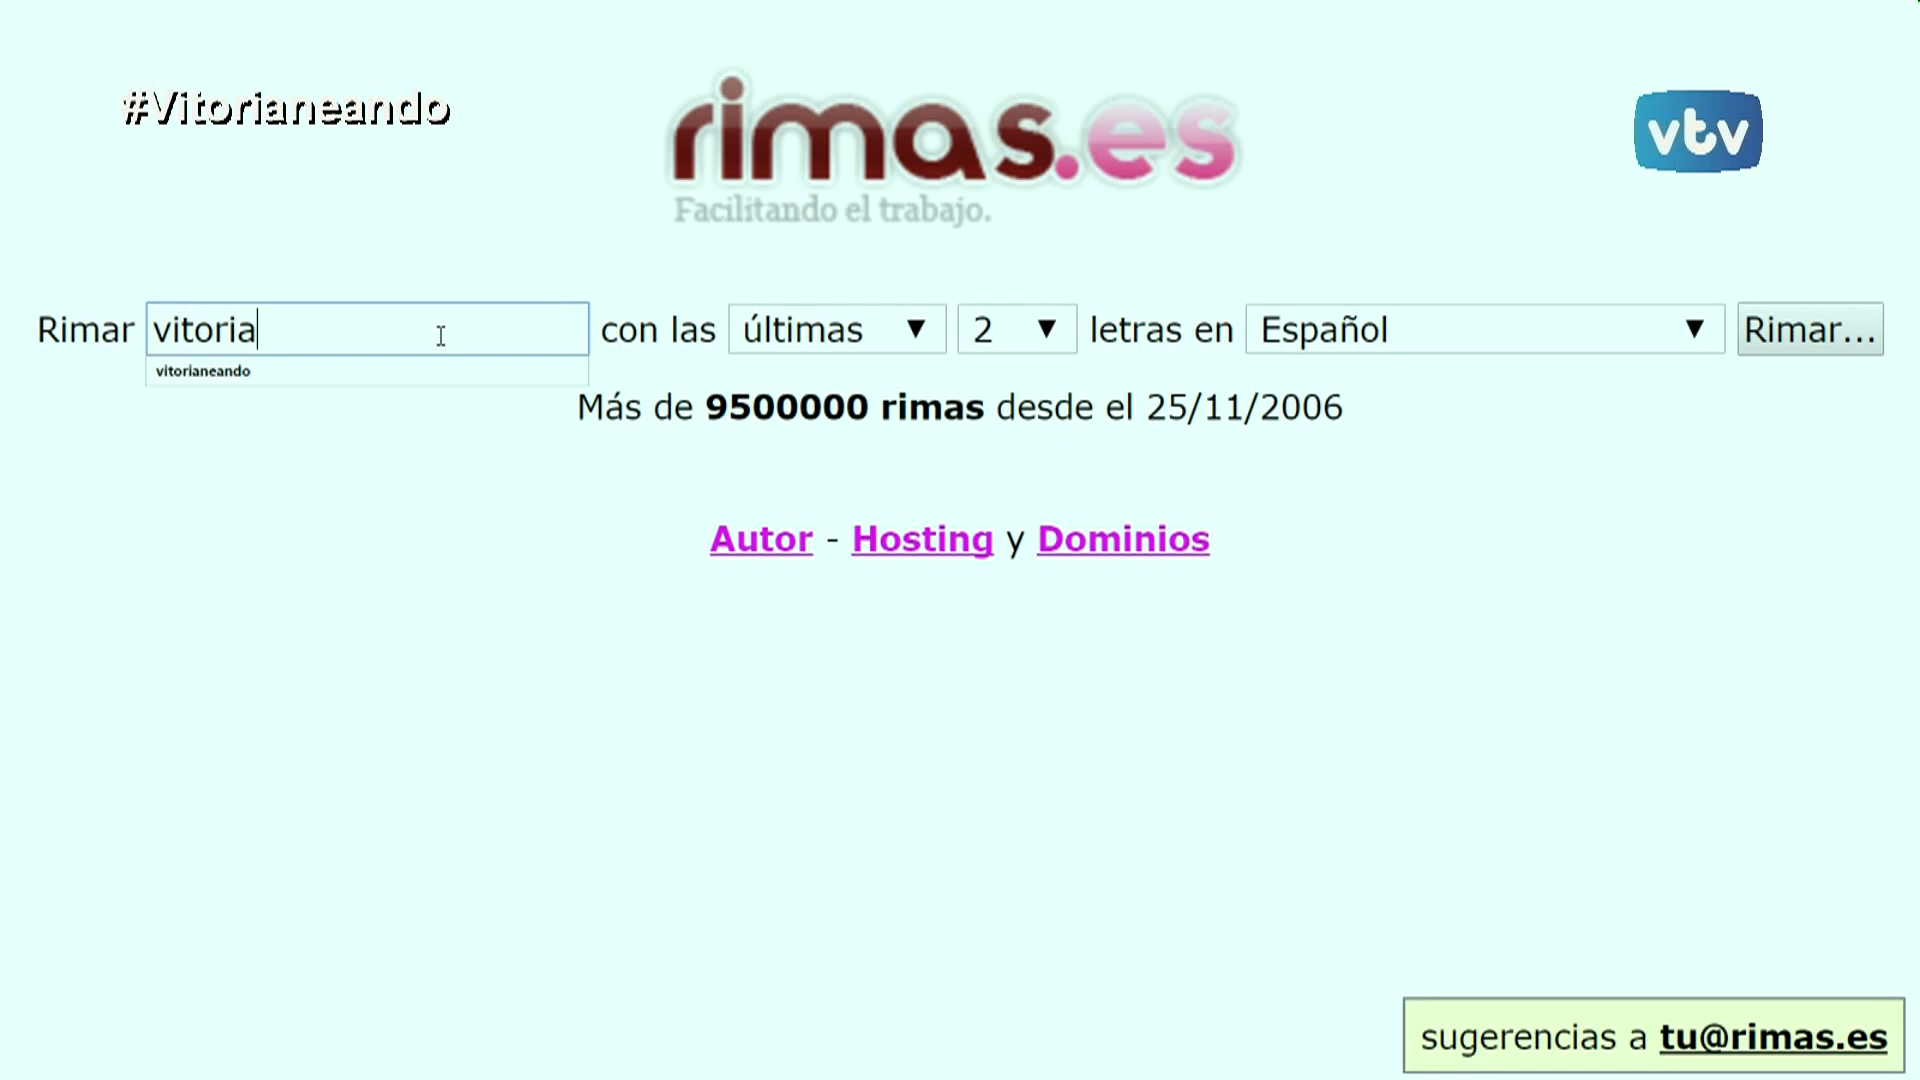 #Vitorianeando
rimas.es
Facilitando el trabajo.
vtv
Rimar vitoria con las últimas 2 letras en Español Rimar...
vitorianeando
Más de 9500000 rimas desde el 25/11/2006
Autor - Hosting y Dominios
sugerencias a tu@rimas.es